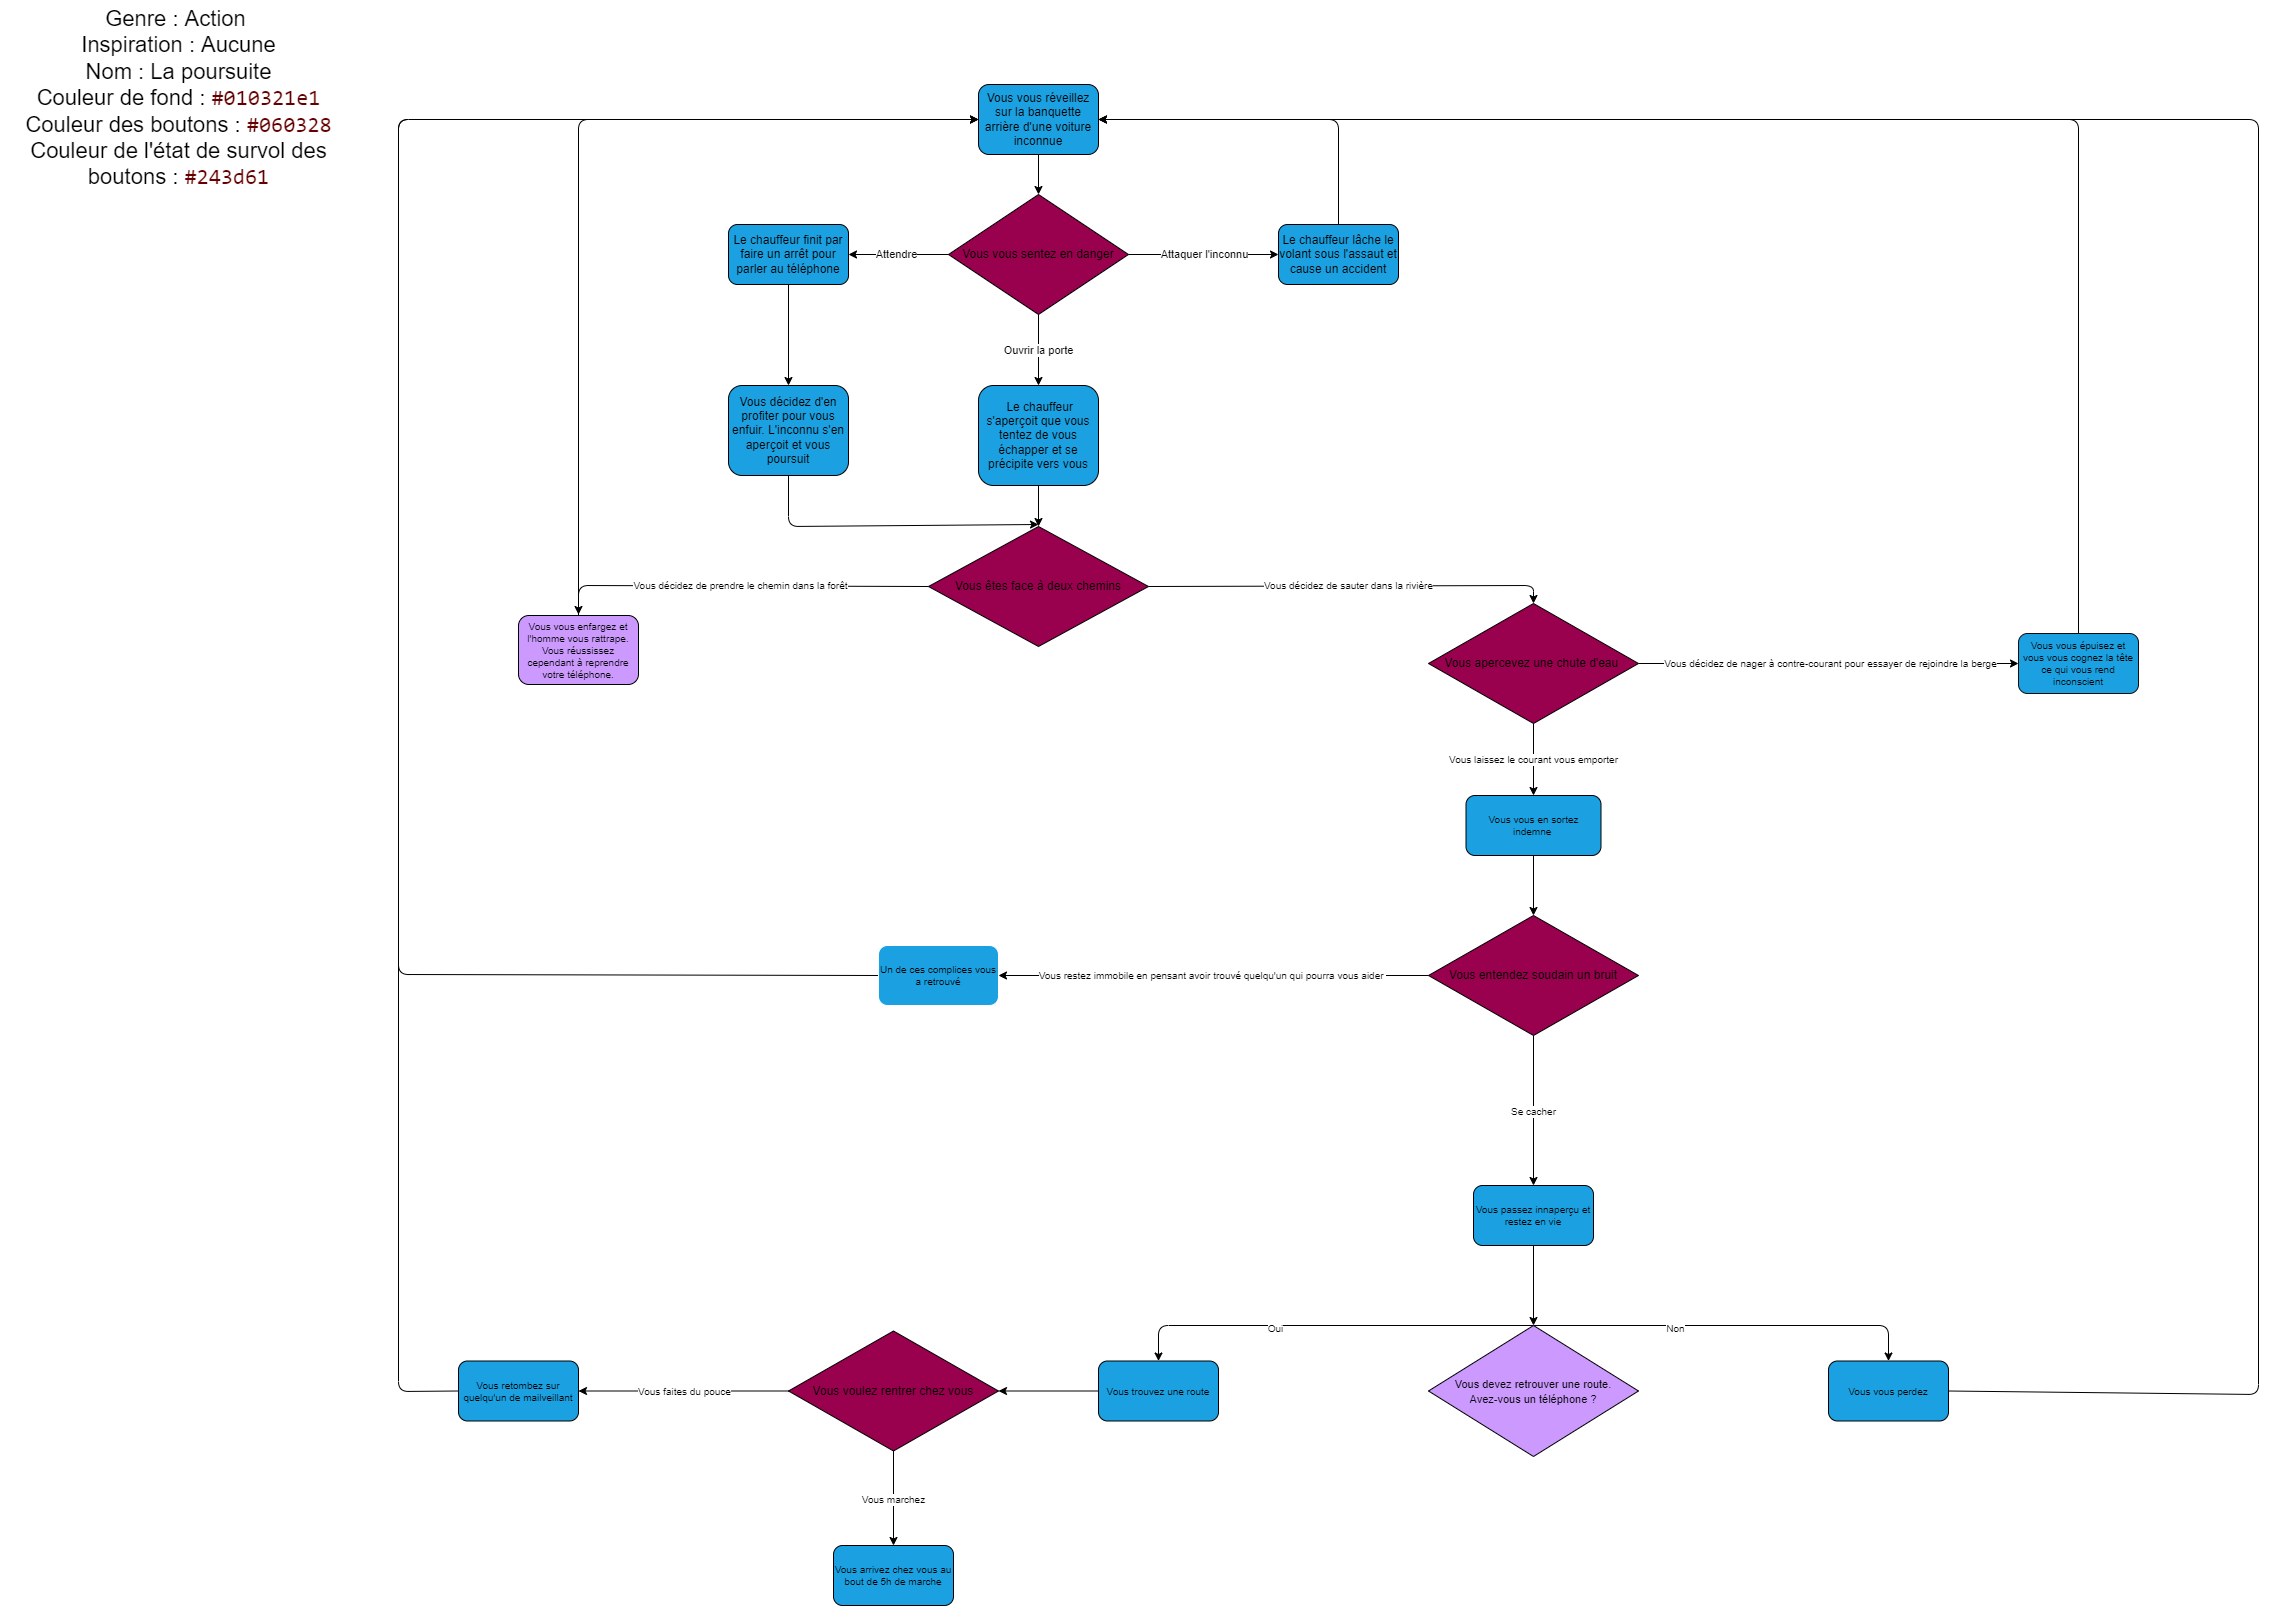 Genre : Action
Inspiration : Aucune
Nom : La poursuite
Couleur de fond : #010321e1
Couleur des boutons : #060328
Couleur de l'état de survol des
boutons : #243d61
Vous vous réveillez
sur la banquette
arrière d'une voiture
inconnue
Le chauffeur finit par
faire un arrêt pour
parler au téléphone
Attendre
Vous vous sentez en danger
Attaquer l'inconnu
Le chauffeur lâche le
volant sous l'assaut et
cause un accident
Ouvrir la porte
Vous décidez d'en
profiter pour vous
enfuir. L'inconnu s'en
aperçoit et vous
poursuit
Le chauffeur
s'aperçoit que vous
tentez de vous
échapper et se
précipite vers vous
Vous décidez de prendre le chemin dans la forêt
Vous êtes face à deux chemins
Vous décidez de sauter dans la rivière
Vous vous enfargez et
l'homme vous rattrape.
Vous réussissez
cependant à reprendre
votre téléphone.
Vous apercevez une chute d'eau
Vous décidez de nager à contre-courant pour essayer de rejoindre la berge
Vous vous épuisez et
vous vous cognez la tête
ce qui vous rend
inconscient
Vous laissez le courant vous emporter
Vous vous en sortez
indemne
Un de ces complices vous
a retrouvé
Vous restez immobile en pensant avoir trouvé quelqu'un qui pourra vous aider
Vous entendez soudain un bruit
Se cacher
Vous passez innaperçu et
restez en vie
Oui
Non
Vous retombez sur
quelqu'un de mailveillant
Vous faites du pouce
Vous voulez rentrer chez vous
Vous trouvez une route
Vous devez retrouver une route.
Avez-vous un téléphone ?
Vous vous perdez
Vous marchez
Vous arrivez chez vous au
bout de 5h de marche